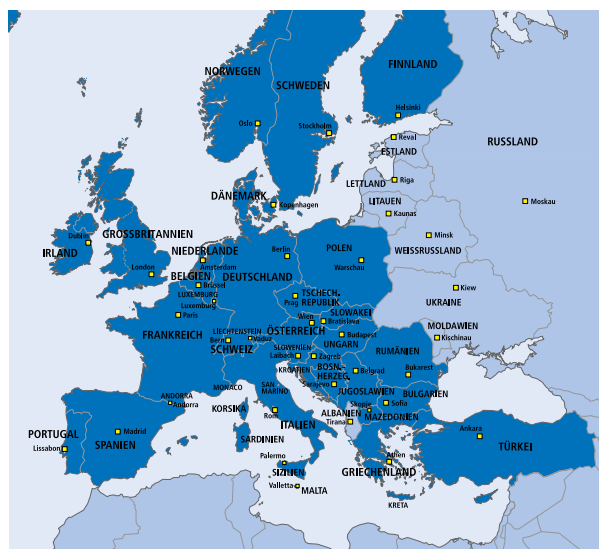 NORWEGEN
FINNLAND
SCHWEDEN
Helsinki
Oslo
Stockholm
Reval
RUSSLAND
ESTLAND
Riga
LETTLAND
DÄNEMARK
LITAUEN
Moskau
Kopenhagen
Kaunas
Dublin
GROSSBRITANNIEN
Minsk
IRLAND
NIEDERLANDE
Berlin
POLEN
WEISSRUSSLAND
London
Amsterdam
Warschau
BELGIEN
DEUTSCHLAND
Brüssel
Kiew
LUXEMBURG
Luxemburg
TSCHECH.
Prag
REPUBLIK
UKRAINE
Paris
SLOWAKEI
Wien
Bratislava
MOLDAWIEN
FRANKREICH
LIECHTENSTEIN
ÖSTERREICH
Budapest
Kischinau
Bern
Vaduz
SCHWEIZ
SLOWENIEN
UNGARN
RUMÄNIEN
Laibach
Zagreb
KROATIEN
BOSN.-
HERZEG.
Belgrad
Bukarest
MONACO
SAN
MARINO
Sarajevo
JUGOSLAWIEN
BULGARIEN
ANDORRA
Andorra
KORSIKA
Skopje
Sofia
Rom
ALBANIEN
MAZEDONIEN
ITALIEN
Tirana
PORTUGAL
Madrid
Ankara
Lissabon
SPANIEN
SARDINIEN
TÜRKEI
Palermo
Athen
SIZILIEN
GRIECHENLAND
Valletta
MALTA
KRETA